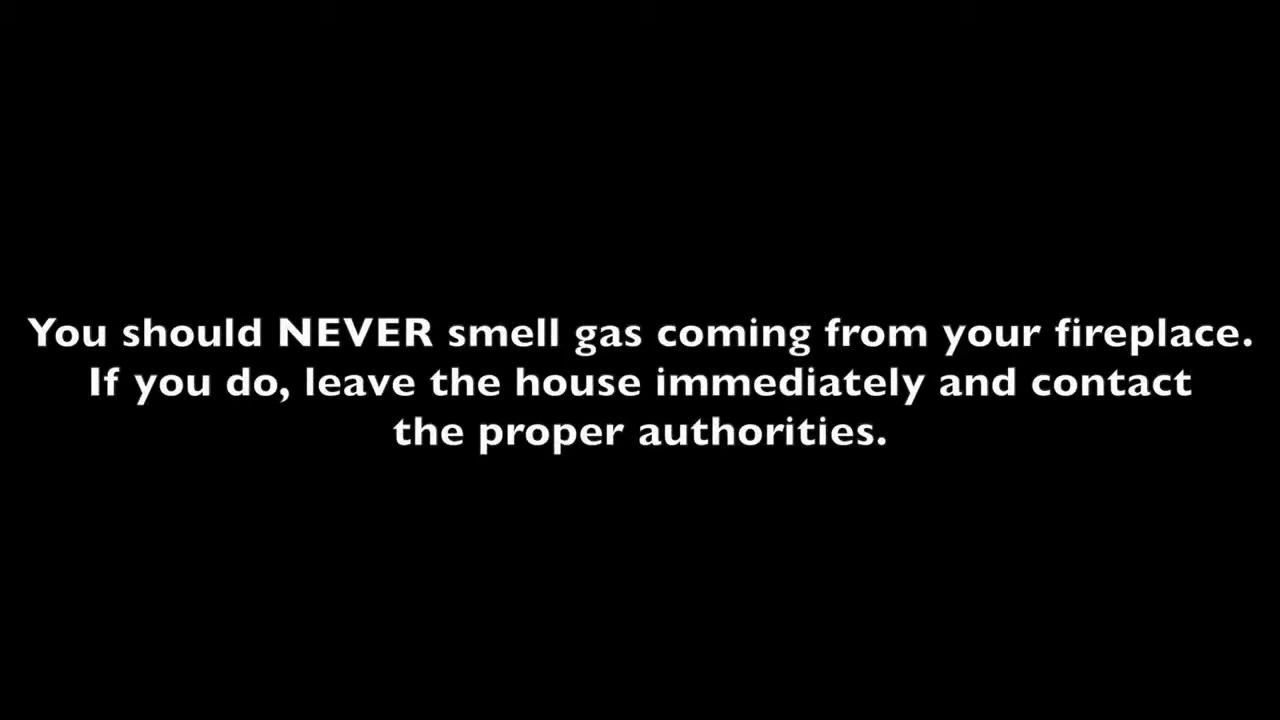 You should NEVER smell gas coming from your fireplace.
If you do, leave the house immediately and contact
the proper authorities.